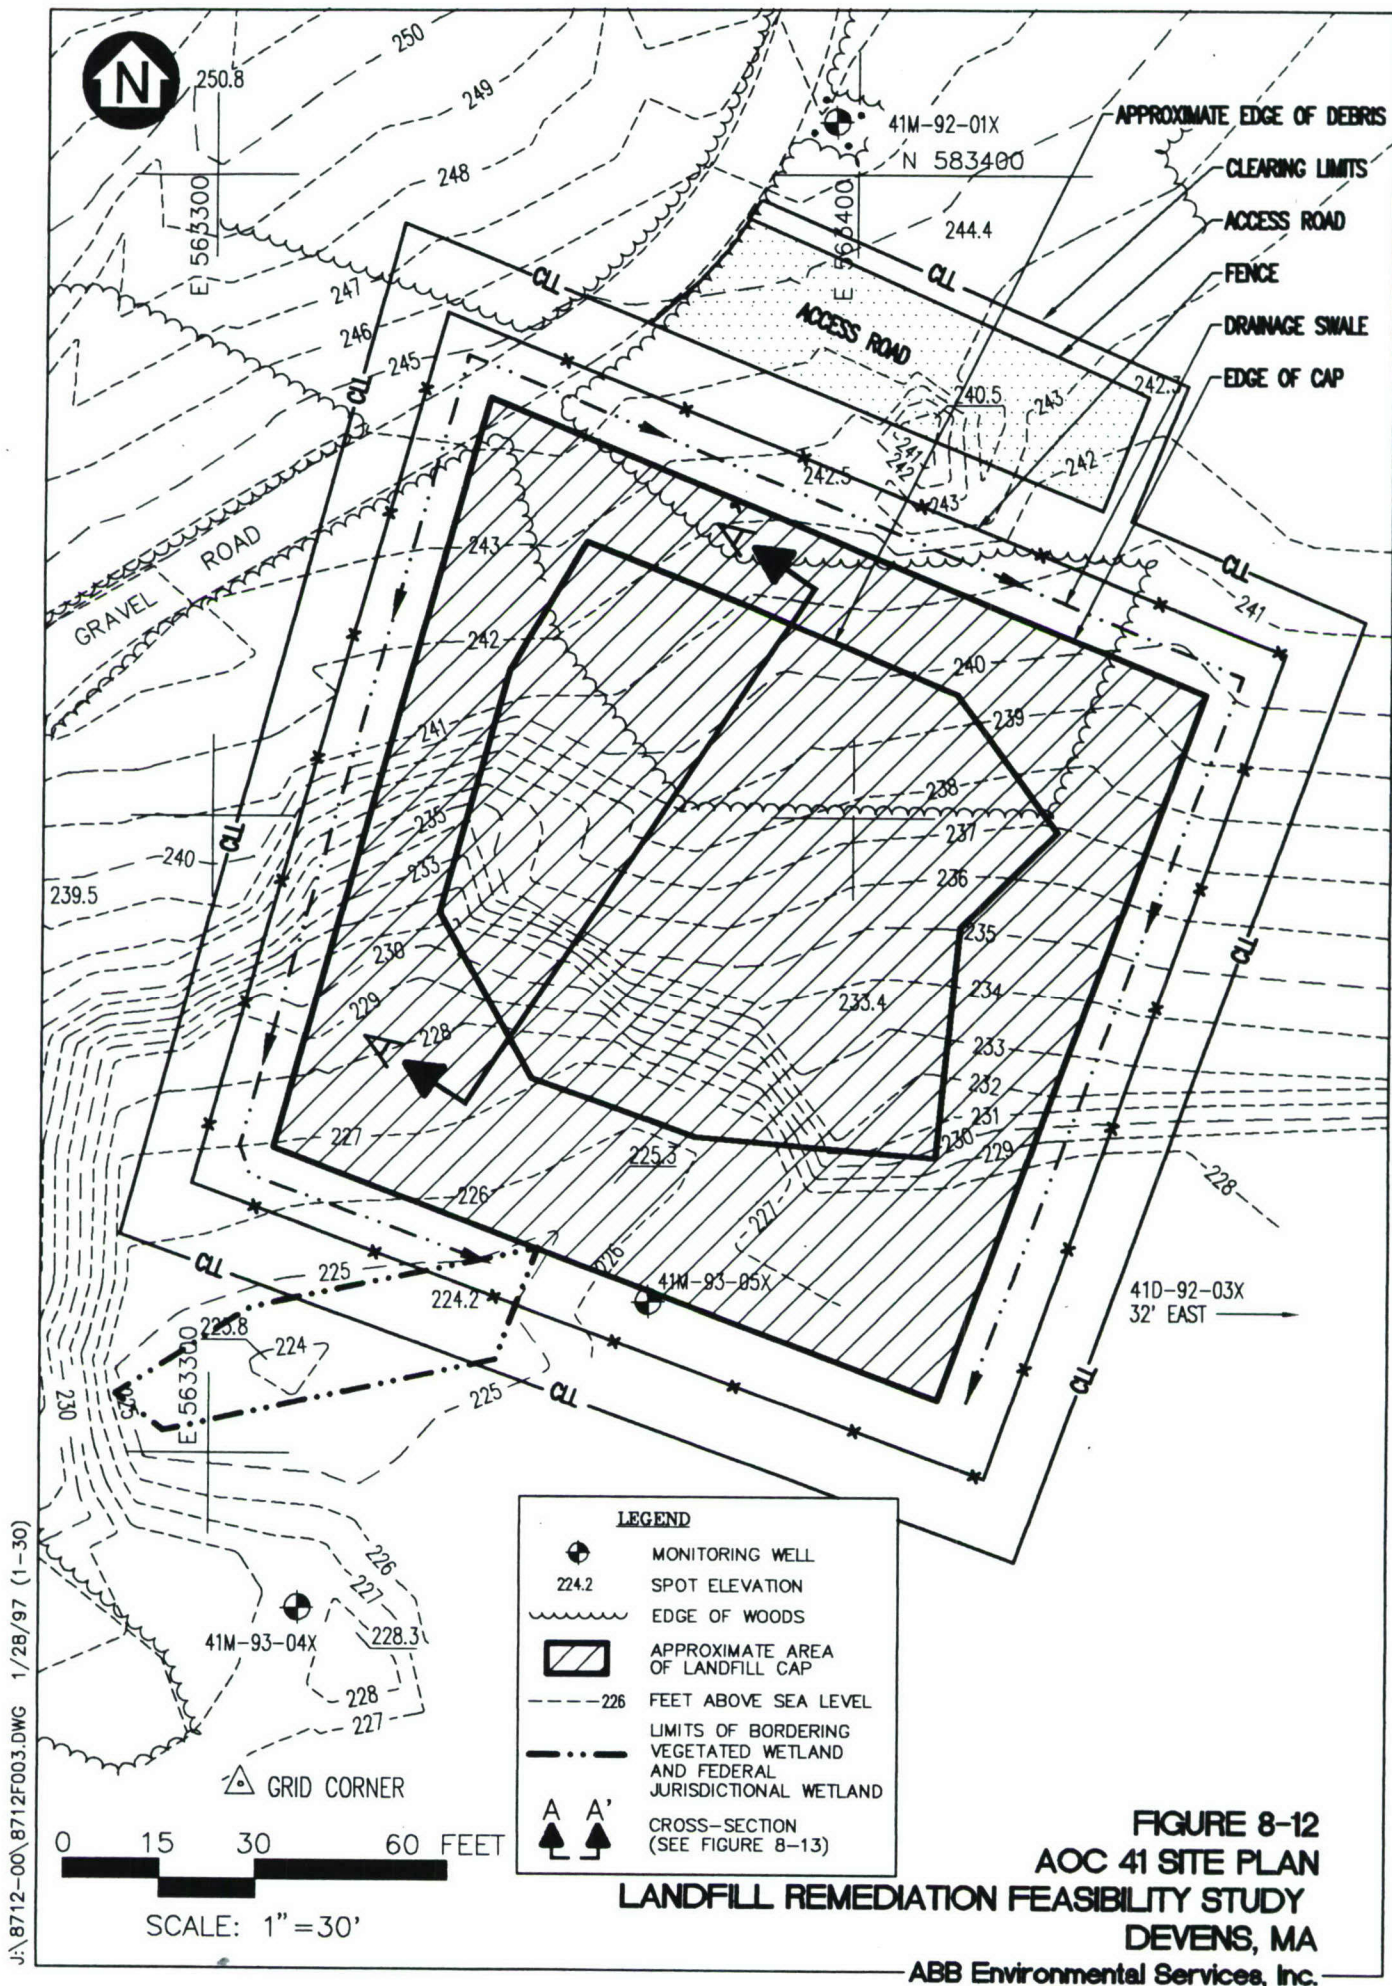 N
250.8
250
249
248
247
246
245
41M-92-01X
N 583400
E 563300
E 563400
244.4
APPROXIMATE EDGE OF DEBRIS
CLEARING LIMITS
ACCESS ROAD
FENCE
DRAINAGE SWALE
EDGE OF CAP
CLL
CLL
ACCESS ROAD
CLL
240.5
243
242.3
241
242
242
242.5
243
A'
CLL
241
GRAVEL ROAD
243
242
241
240
239
238
237
236
235
234
233
232
231
230
229
228
235
233
240
239.5
CLL
CLL
230
229
228
A
233.4
227
225.3
226
227
226
CLL
225
224.2
41M-93-05X
41D-92-03X
32' EAST
225.8
224
E 563300
225
230
225
CLL
CLL
226
227
41M-93-04X
228.3
228
227
GRID CORNER
LEGEND
MONITORING WELL
224.2 SPOT ELEVATION
EDGE OF WOODS
APPROXIMATE AREA
OF LANDFILL CAP
226 FEET ABOVE SEA LEVEL
LIMITS OF BORDERING
VEGETATED WETLAND
AND FEDERAL
JURISDICTIONAL WETLAND
A A'
CROSS-SECTION
(SEE FIGURE 8-13)
0 15 30 60 FEET
SCALE: 1"=30'
FIGURE 8-12
AOC 41 SITE PLAN
LANDFILL REMEDIATION FEASIBILITY STUDY
DEVENS, MA
ABB Environmental Services, Inc.
J:\8712-00\8712F003.DWG 1/28/97 (1-30)